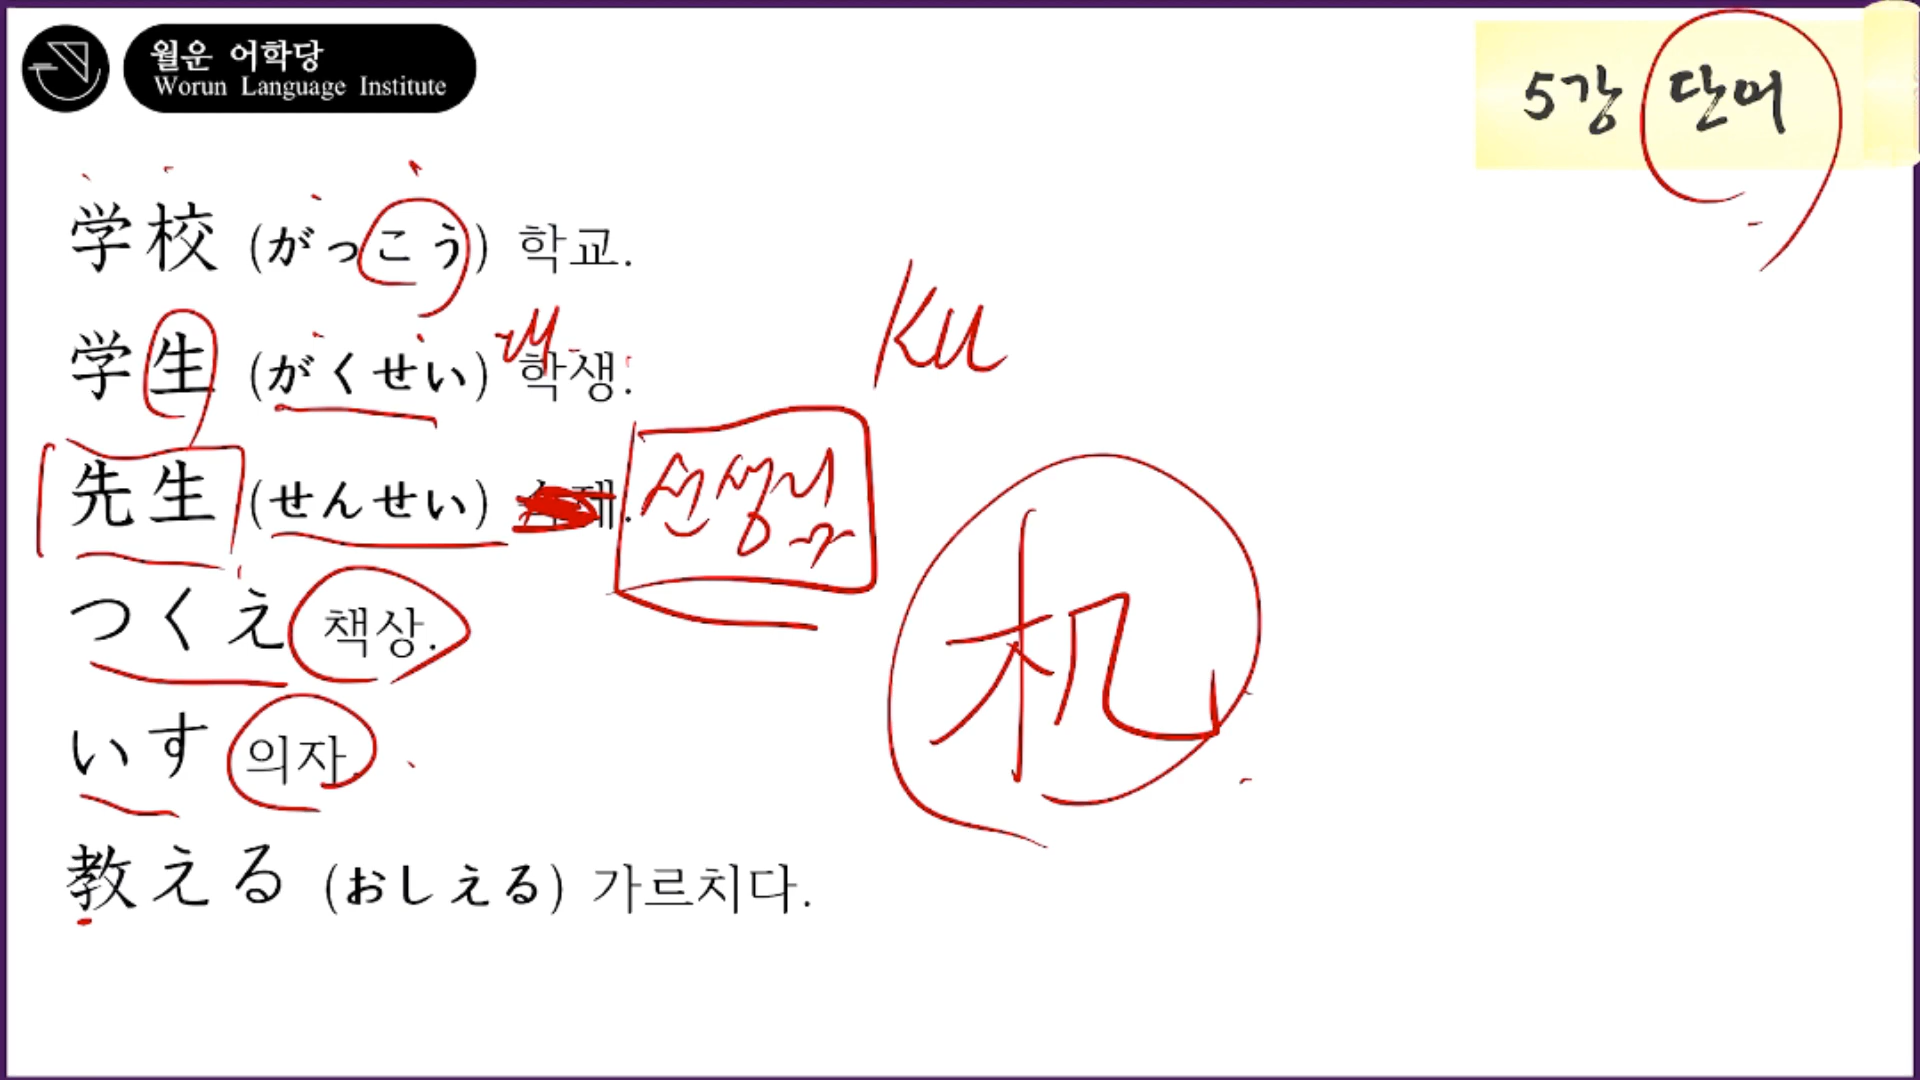 월운 어학당
Worun Language Institute
5강 단어
学校 (がっこう) 학교.
学生 (がくせい) 학생.
Ku
先生 (せんせい) 제. 선생님
つくえ 책상.
机
いす 의자.
教える (おしえる) 가르치다.